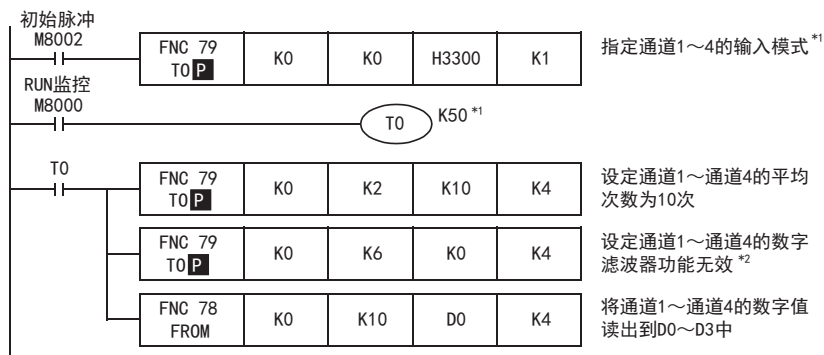 初始脉冲
M8002
FNC 79
TO P
K0
K0
H3300
K1
指定通道1～4的输入模式*1
RUN监控
M8000
T0
K50 *1
T0
FNC 79
TO P
K0
K2
K10
K4
设定通道1～通道4的平均
次数为10次
FNC 79
TO P
K0
K6
K0
K4
设定通道1～通道4的数字
滤波器功能无效 *2
FNC 78
FROM
K0
K10
D0
K4
将通道1～通道4的数字值
读出到D0～D3中